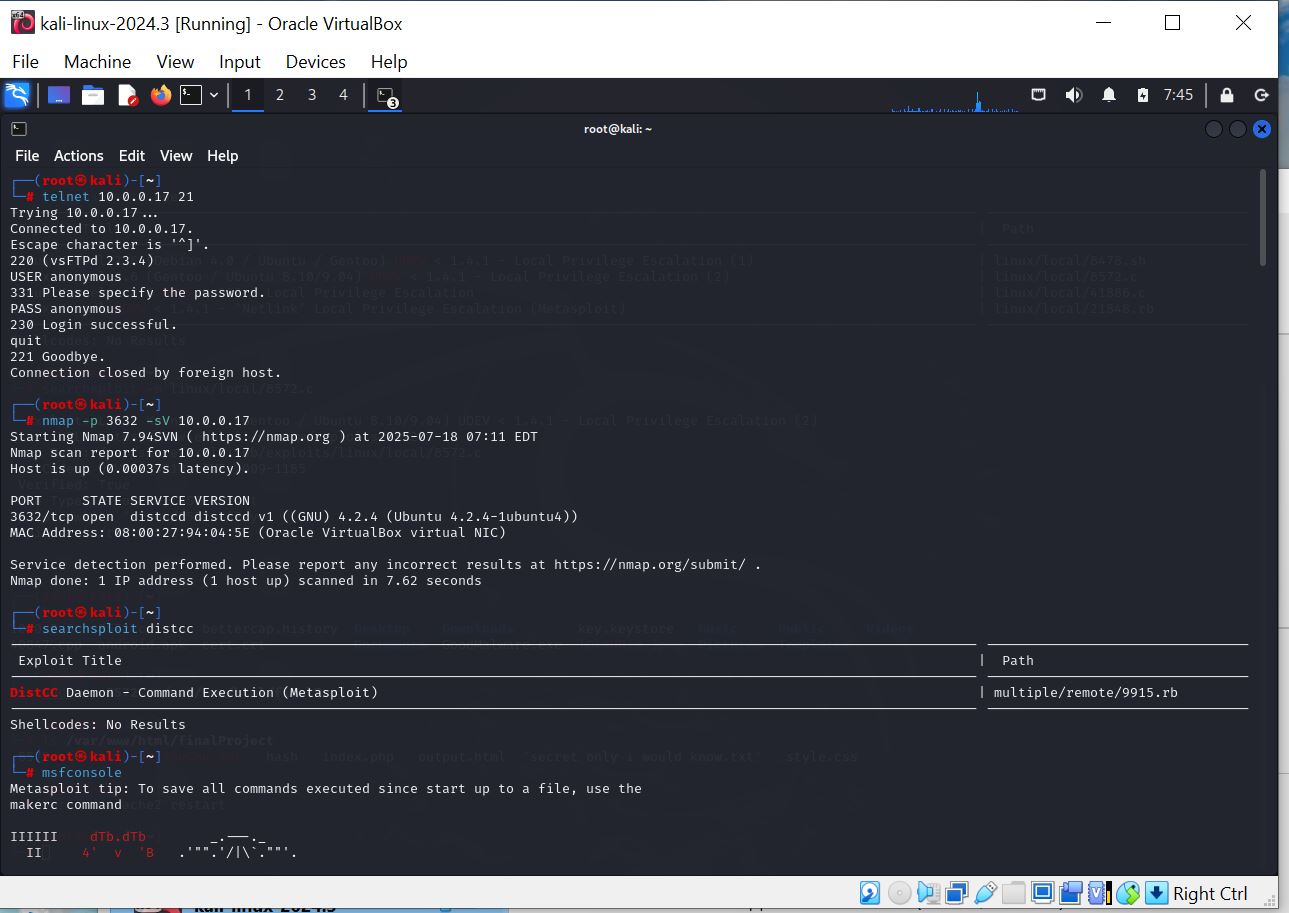 kali-linux-2024.3 [Running] - Oracle VirtualBox
File Machine View Input Devices Help
1 2 3 4 3 7:45
root@kali: ~
File Actions Edit View Help
┌──(root㉿kali)-[~]
└─# telnet 10.0.0.17 21
Trying 10.0.0.17...
Connected to 10.0.0.17.
Escape character is '^]'.
220 (vsFTPd 2.3.4)
USER anonymous
331 Please specify the password.
PASS anonymous
230 Login successful.
quit
221 Goodbye.
Connection closed by foreign host.
┌──(root㉿kali)-[~]
└─# nmap -p 3632 -sV 10.0.0.17
Starting Nmap 7.94SVN ( https://nmap.org ) at 2025-07-18 07:11 EDT
Nmap scan report for 10.0.0.17
Host is up (0.00037s latency).
PORT     STATE SERVICE VERSION
3632/tcp open  distccd distccd v1 ((GNU) 4.2.4 (Ubuntu 4.2.4-1ubuntu4))
MAC Address: 08:00:27:94:04:5E (Oracle VirtualBox virtual NIC)
Service detection performed. Please report any incorrect results at https://nmap.org/submit/ .
Nmap done: 1 IP address (1 host up) scanned in 7.62 seconds
┌──(root㉿kali)-[~]
└─# searchsploit distcc
Exploit Title | Path
DistCC Daemon - Command Execution (Metasploit) | multiple/remote/9915.rb
Shellcodes: No Results
┌──(root㉿kali)-[~]
└─# msfconsole
Metasploit tip: To save all commands executed since start up to a file, use the
makerc command
IIIIII    dTb.dTb        _.---._
  II     4'  v  'B   .'"".'/|\`.""'.
Right Ctrl